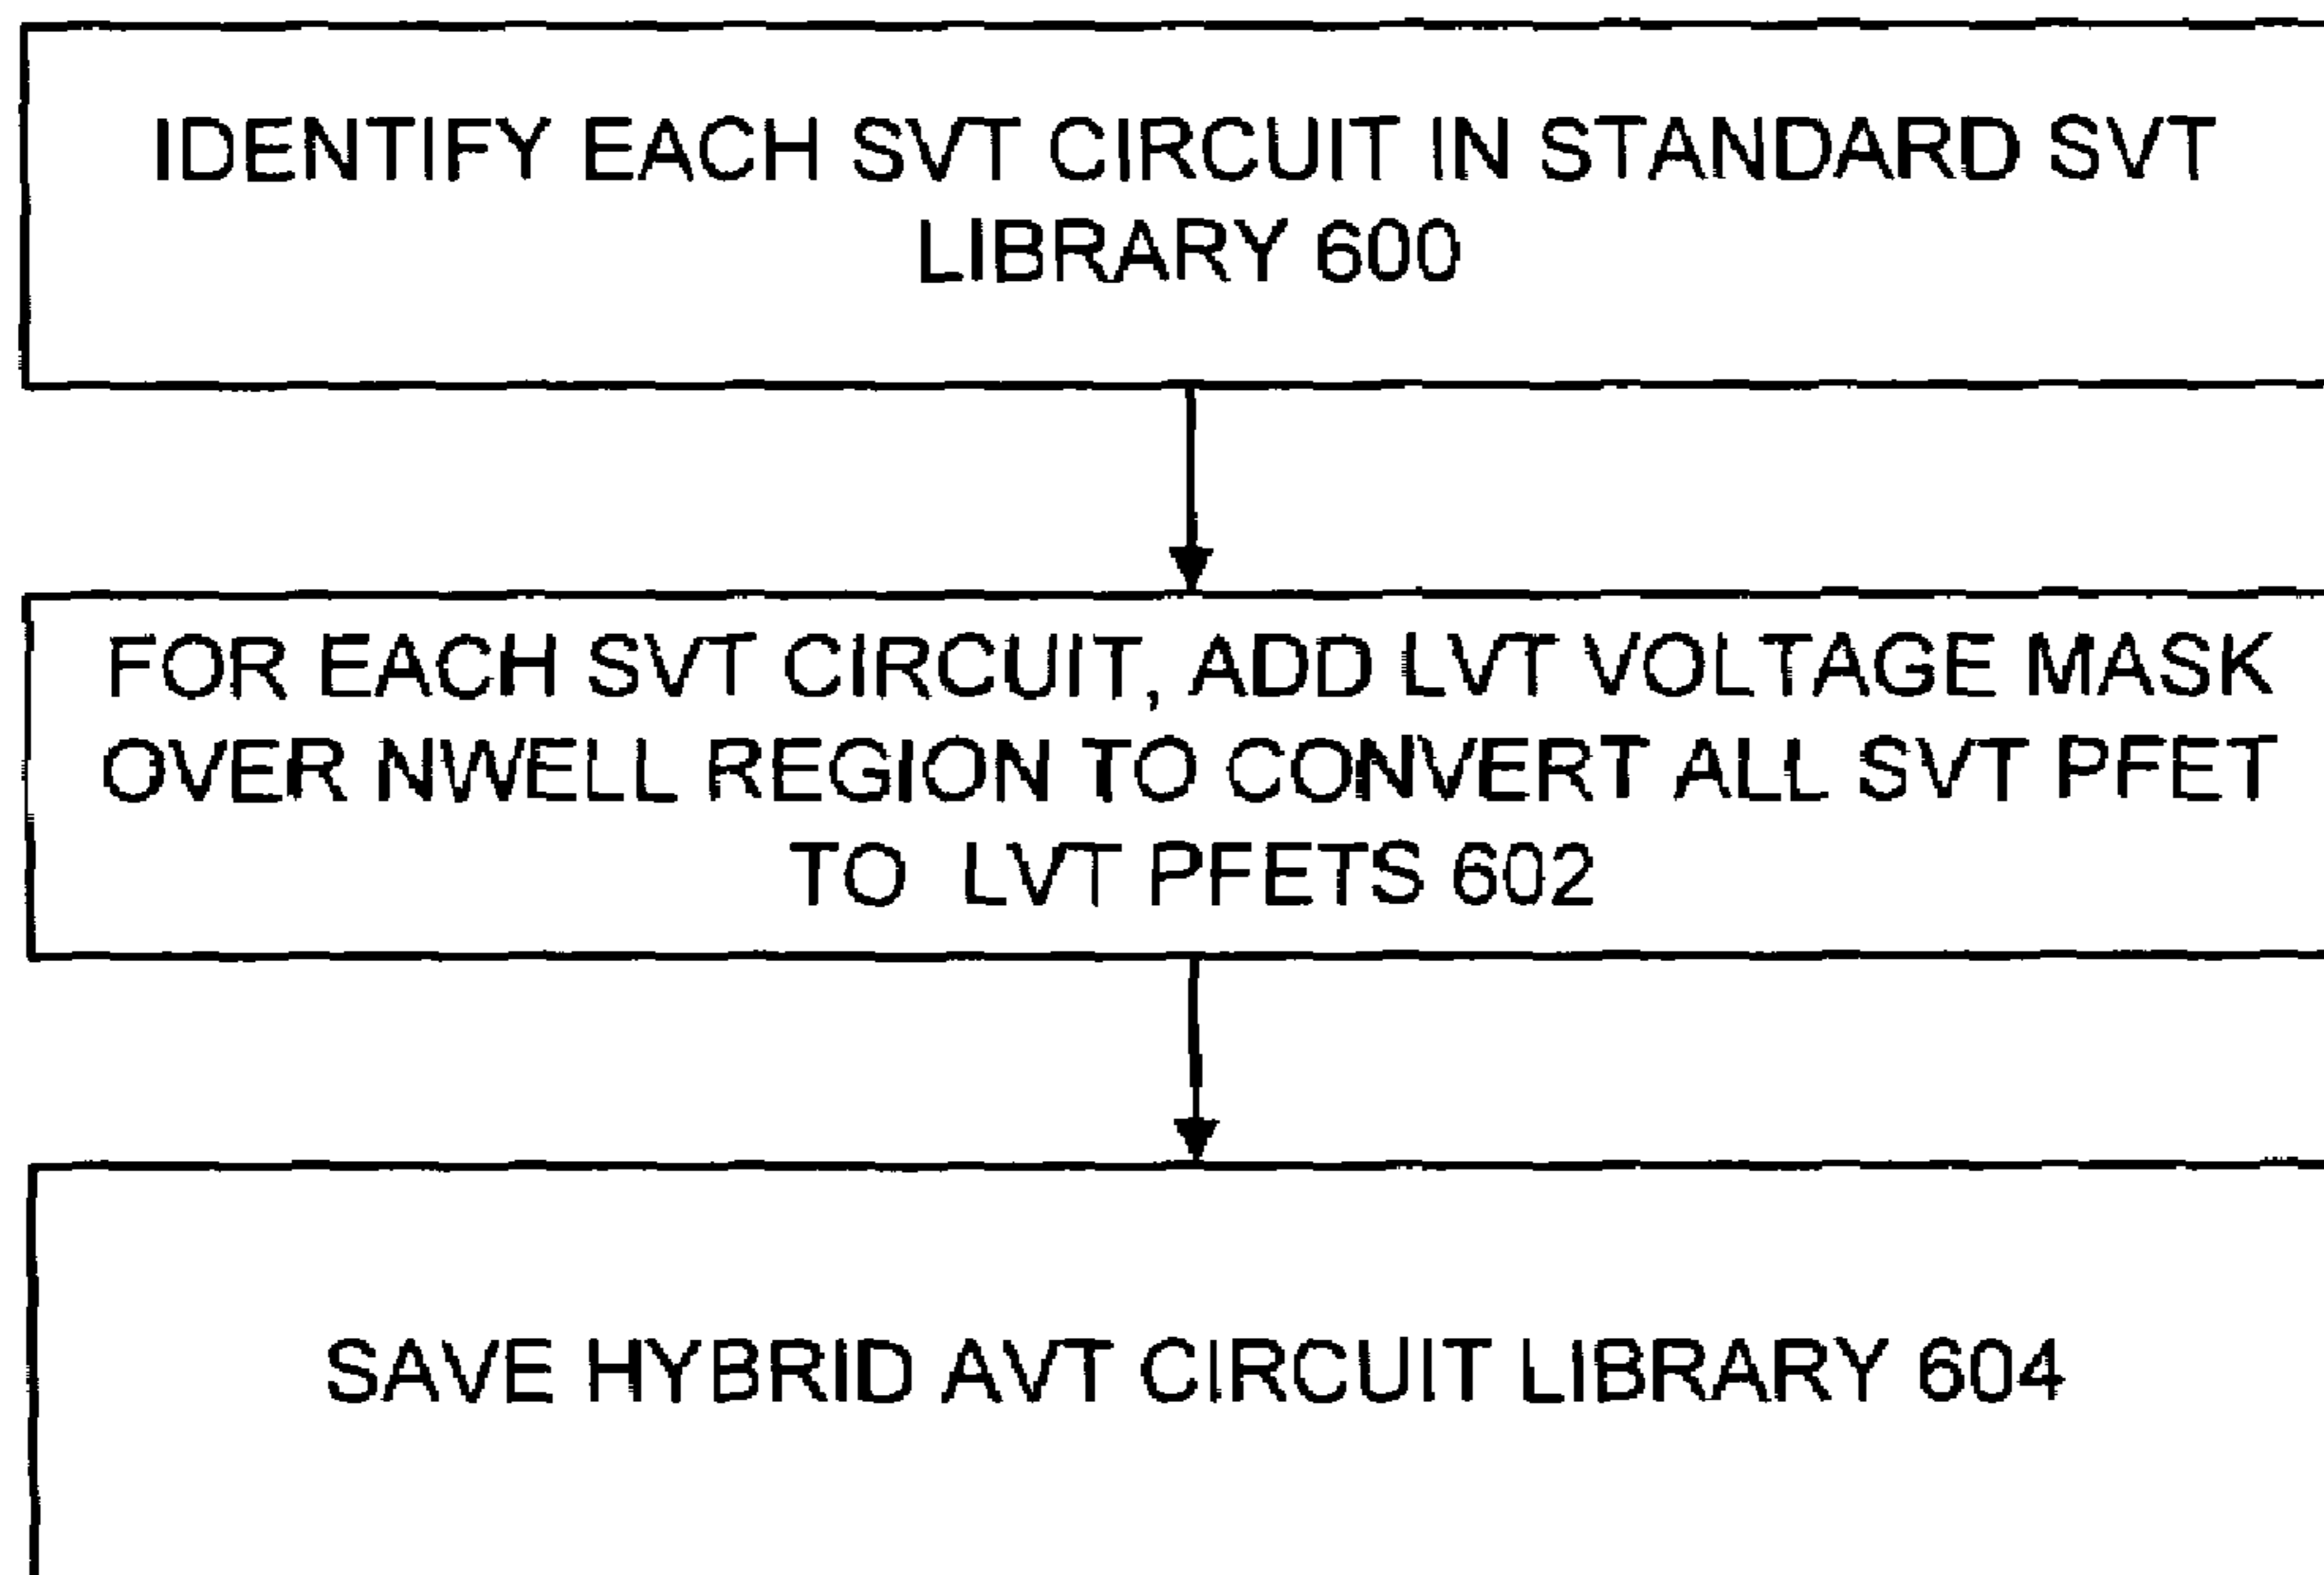 IDENTIFY EACH SVT CIRCUIT IN STANDARD SVT
LIBRARY 600
FOR EACH SVT CIRCUIT, ADD LVT VOLTAGE MASK
OVER NWELL REGION TO CONVERT ALL SVT PFET
TO LVT PFETS 602
SAVE HYBRID AVT CIRCUIT LIBRARY 604